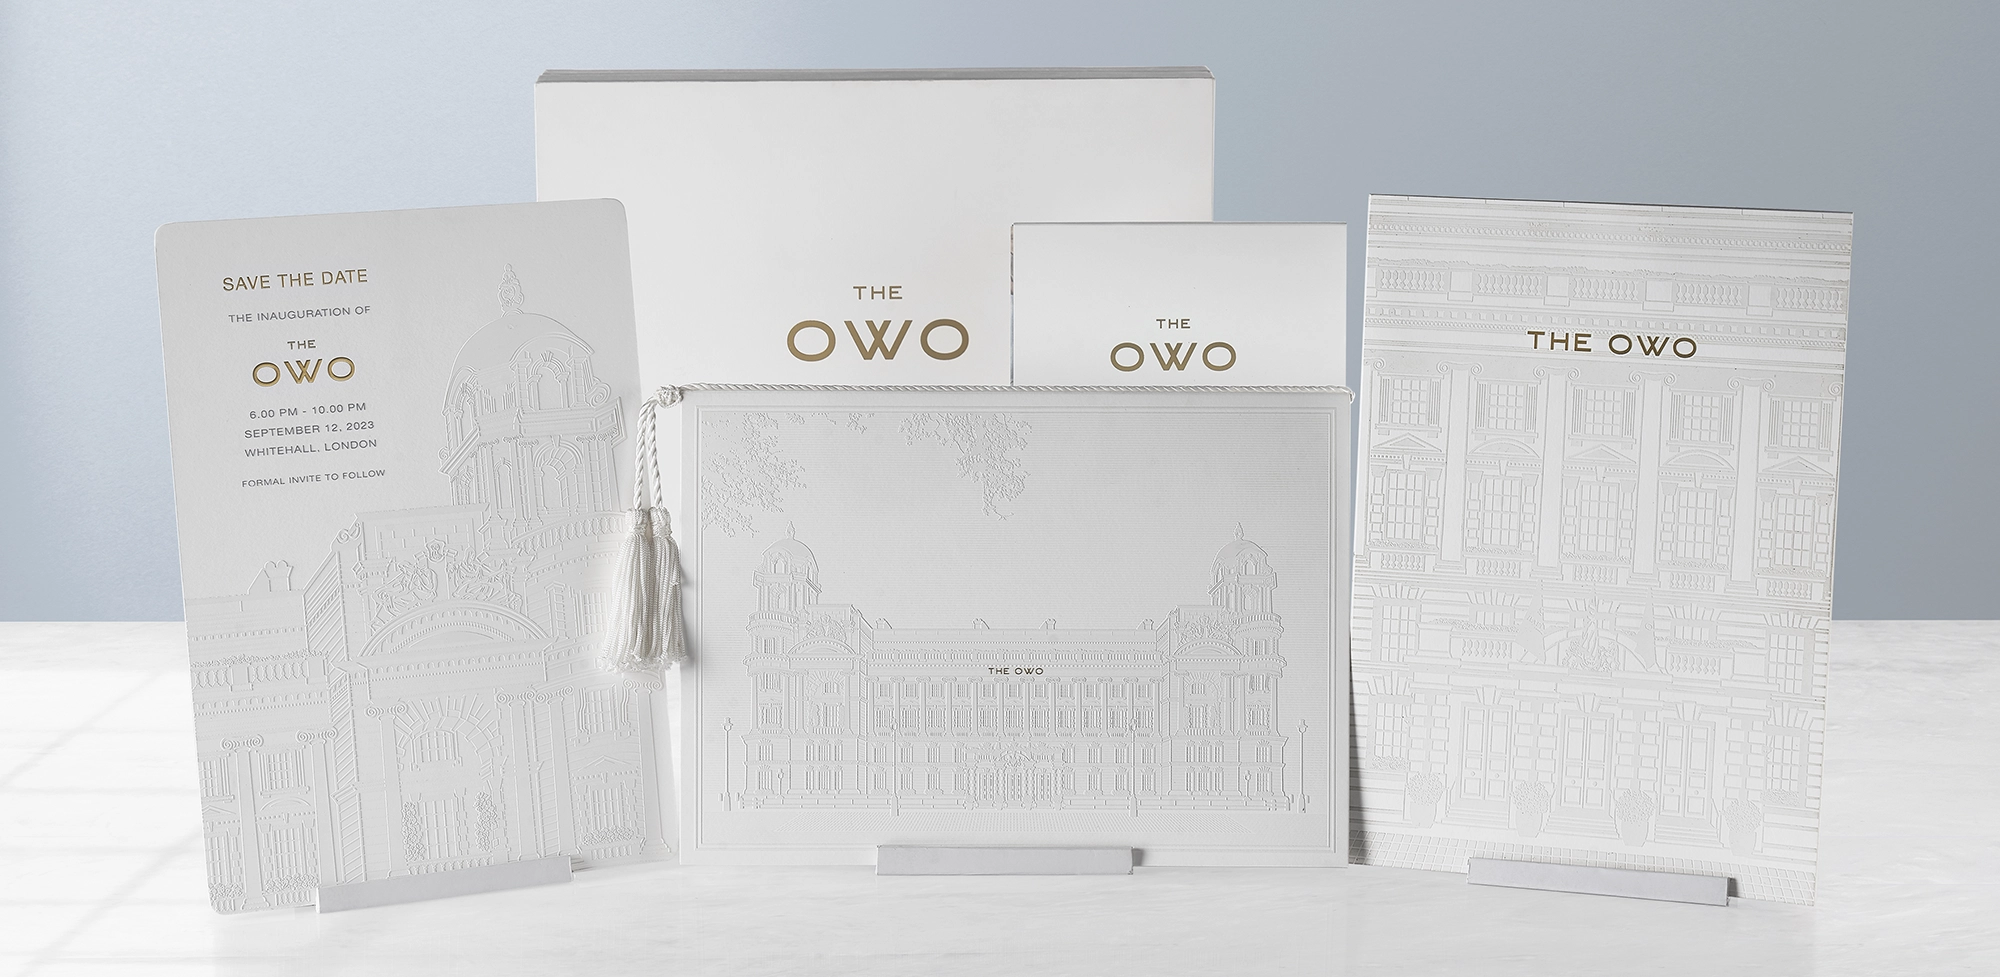 SAVE THE DATE
THE INAUGURATION OF
THE
OWO
6.00 PM - 10.00 PM
SEPTEMBER 12, 2023
WHITEHALL, LONDON
FORMAL INVITE TO FOLLOW
THE
OWO
THE
OWO
THE OWO
THE OWO